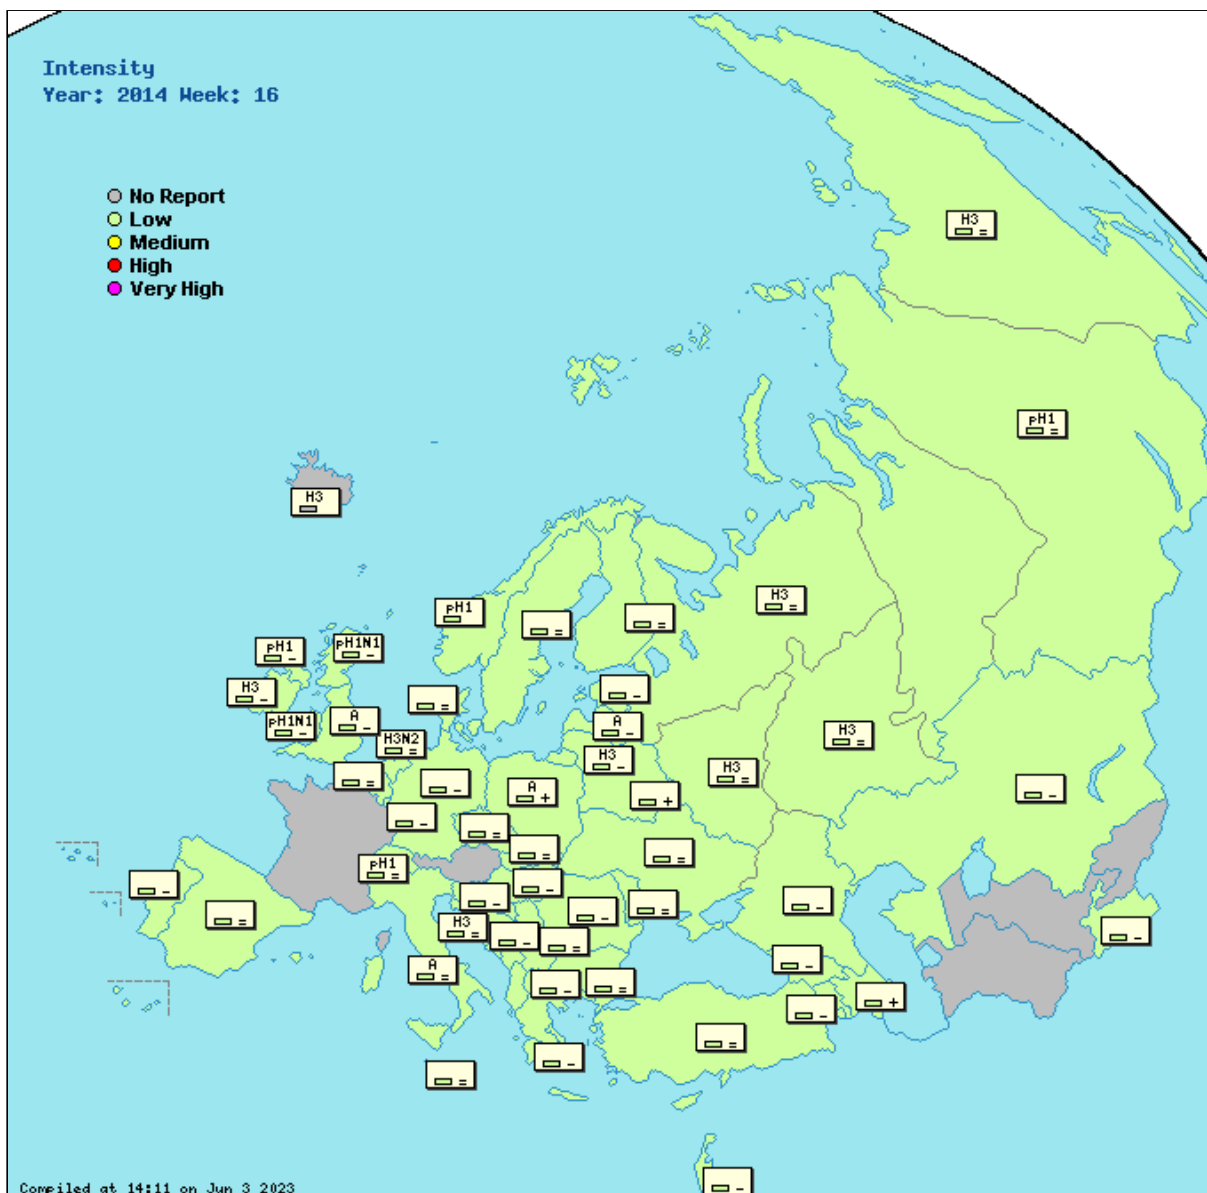 Intensity
Year: 2014 Week: 16
No Report
Low
Medium
High
Very High
H3
=
pH1
=
H3
H3
=
pH1
=
=
pH1
-
pH1N1
-
H3
-
=
-
pH1N1
-
A
-
A
-
H3N2
=
H3
=
H3
-
H3
=
=
-
A
+
+
-
-
=
=
=
pH1
=
-
-
-
-
=
-
=
H3
=
-
=
-
-
A
=
-
=
+
-
=
-
=
-
Compiled at 14:11 on Jun 3 2023